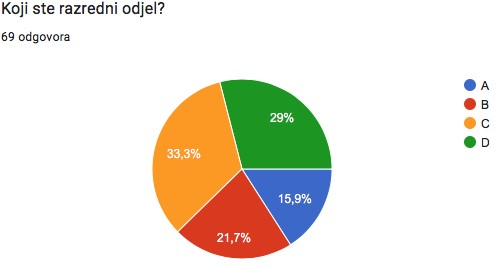 Koji ste razredni odjel?
69 odgovora
A
B
C
D
29%
33,3%
15,9%
21,7%